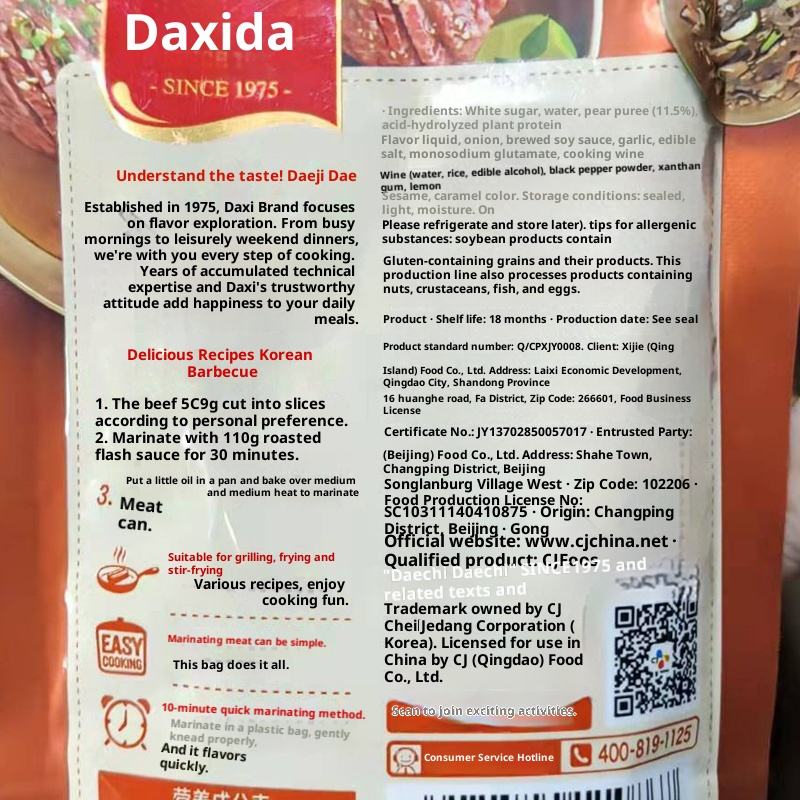 Daxida
- SINCE 1975 -
Understand the taste! Daeji Dae
Established in 1975, Daxi Brand focuses
on flavor exploration. From busy
mornings to leisurely weekend dinners,
we're with you every step of cooking.
Years of accumulated technical
expertise and Daxi's trustworthy
attitude add happiness to your daily
meals.
Delicious Recipes Korean
Barbecue
1. The beef 5C9g cut into slices
according to personal preference.
2. Marinate with 110g roasted
flash sauce for 30 minutes.
Put a little oil in a pan and bake over medium
and medium heat to marinate
3. Meat
can.
Suitable for grilling, frying and
stir-frying
Various recipes, enjoy
cooking fun.
EASY
COOKING
Marinating meat can be simple.
This bag does it all.
10-minute quick marinating method.
Marinate in a plastic bag, gently
knead properly,
And it flavors
quickly.
营养成分表
· Ingredients: White sugar, water, pear puree (11.5%),
acid-hydrolyzed plant protein
Flavor liquid, onion, brewed soy sauce, garlic, edible
salt, monosodium glutamate, cooking wine
Wine (water, rice, edible alcohol), black pepper powder, xanthan
gum, lemon
Sesame, caramel color. Storage conditions: sealed,
light, moisture. On
Please refrigerate and store later). tips for allergenic
substances: soybean products contain
Gluten-containing grains and their products. This
production line also processes products containing
nuts, crustaceans, fish, and eggs.
Product · Shelf life: 18 months · Production date: See seal
Product standard number: Q/CPXJY0008. Client: Xijie (Qing
Island) Food Co., Ltd. Address: Laixi Economic Development,
Qingdao City, Shandong Province
16 huanghe road, Fa District, Zip Code: 266601, Food Business
License
Certificate No.: JY13702850057017 · Entrusted Party:
(Beijing) Food Co., Ltd. Address: Shahe Town,
Changping District, Beijing
Songlanburg Village West · Zip Code: 102206 ·
Food Production License No:
SC10311140410875 · Origin: Changping
District, Beijing · Gong
Official website: www.cjchina.net ·
Qualified product: CJFoos
"Daechi Daechi" SINCE1975 and
related texts and
Trademark owned by CJ
CheilJedang Corporation (
Korea). Licensed for use in
China by CJ (Qingdao) Food
Co., Ltd.
Scan to join exciting activities.
Consumer Service Hotline 400-819-1125